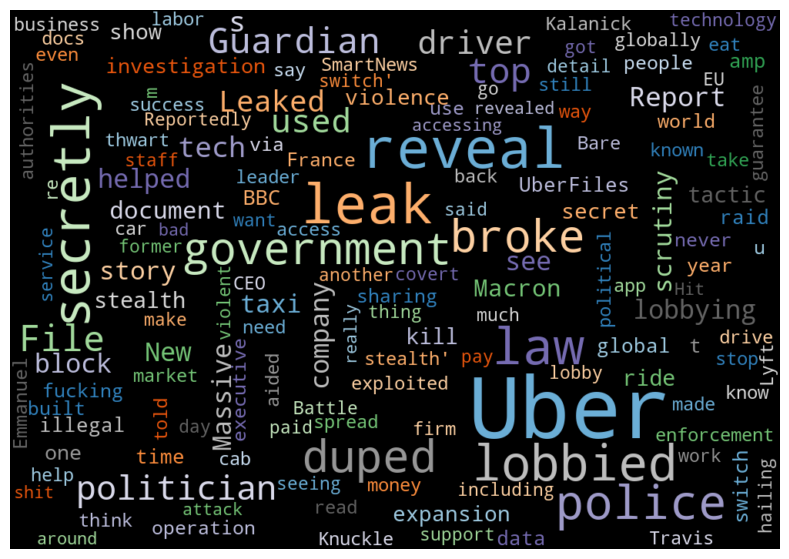 business
labor
s
Kalanick
technology
docs
show
Guardian
driver
got
globally
eat
even
investigation
say
SmartNews
top
detail
people
EU
amp
authorities
m
success
Leaked
switch'
violence
go
still
Report
Reportedly
used
use
revealed
way
world
guarantee
secretly
thwart
tech
via
accessing
reveal
Bare
known
take
staff
France
re
helped
leader
back
UberFiles
tactic
document
BBC
leak
said
secret
scrutiny
raid
car
bad
want
access
broke
never
u
former
government
service
story
another
covert
see
year
political
stealth
violent
CEO
sharing
Macron
app
Hit
make
taxi
company
thing
lobbying
File
New
need
really
much
kill
law
global
t
drive
block
Massive
executive
stealth'
pay
stop
Lyft
market
aided
exploited
lobby
ride
know
Emmanuel
fucking
built
told
day
Battle
Uber
made
illegal
paid
spread
firm
enforcement
one
time
cab
duped
lobbied
work
switch
hailing
help
shit
politician
seeing
money
including
police
think
attack
read
expansion
around
operation
Knuckle
support
data
Travis